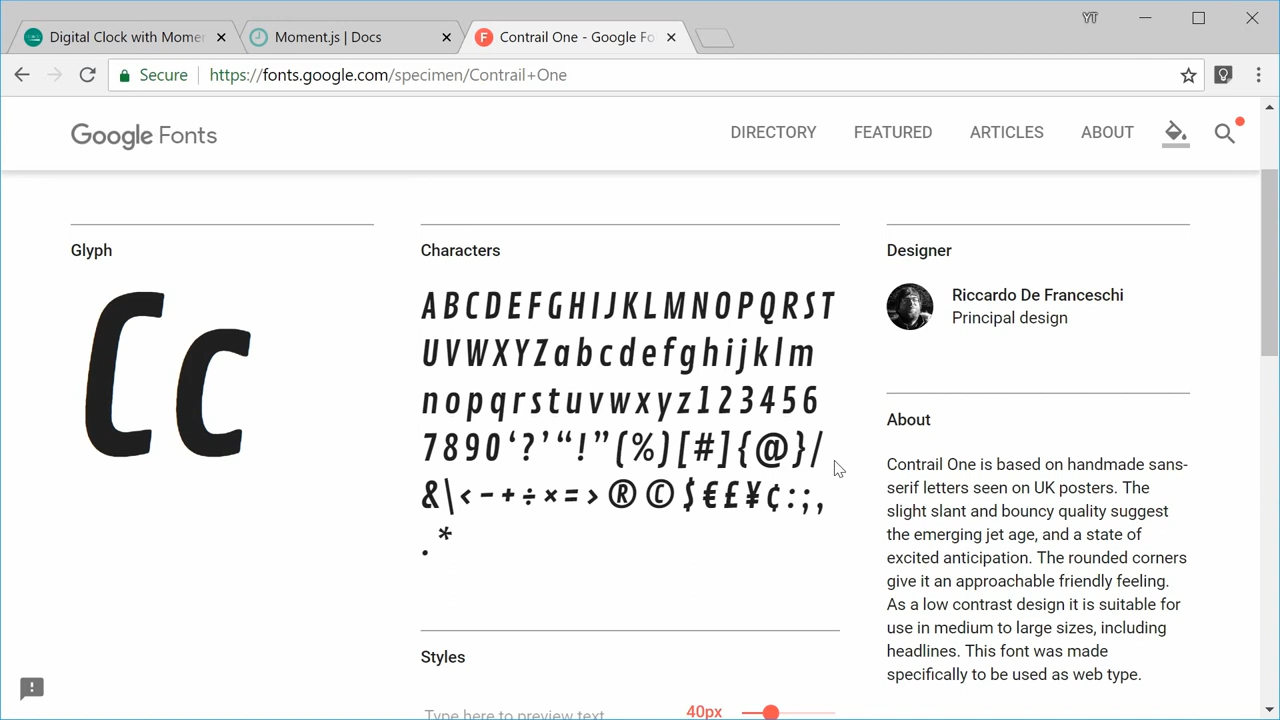 YT
Digital Clock with Momen
Moment.js | Docs
Contrail One - Google Fo
Secure
https://fonts.google.com/specimen/Contrail+One
Google Fonts
DIRECTORY
FEATURED
ARTICLES
ABOUT
Glyph
Cc
Characters
ABCDEFGHIJKLMNOPQRST
UVWXYZabcdefghijklm
nopqrstuvwxyz123456
7890‘?’“!”(%)[#]{@}/
&\<-+÷×=>®©$€£¥¢:;,
.*
Styles
Type here to preview text
40px
Designer
Riccardo De Franceschi
Principal design
About
Contrail One is based on handmade sans-
serif letters seen on UK posters. The
slight slant and bouncy quality suggest
the emerging jet age, and a state of
excited anticipation. The rounded corners
give it an approachable friendly feeling.
As a low contrast design it is suitable for
use in medium to large sizes, including
headlines. This font was made
specifically to be used as web type.